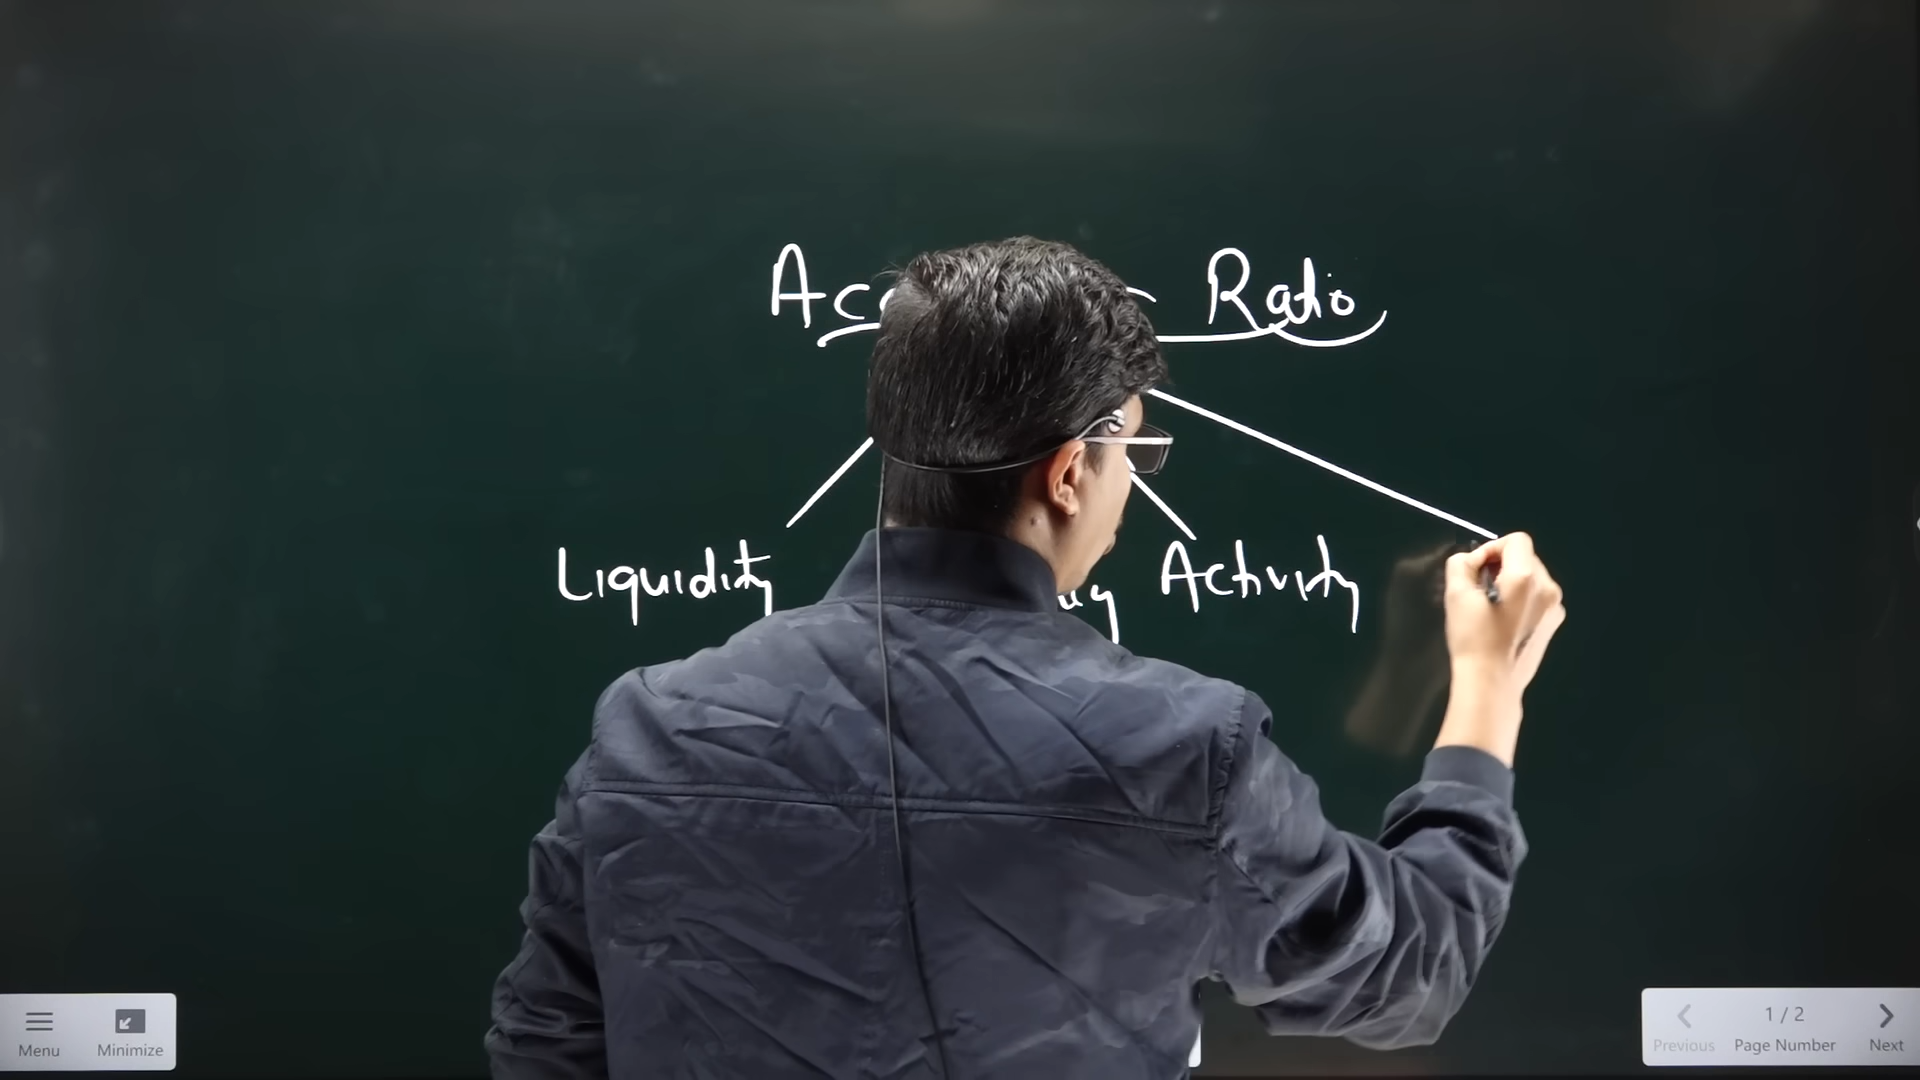 Ratio
Liquidity Activity
Menu Minimize
1 / 2
Previous Page Number Next